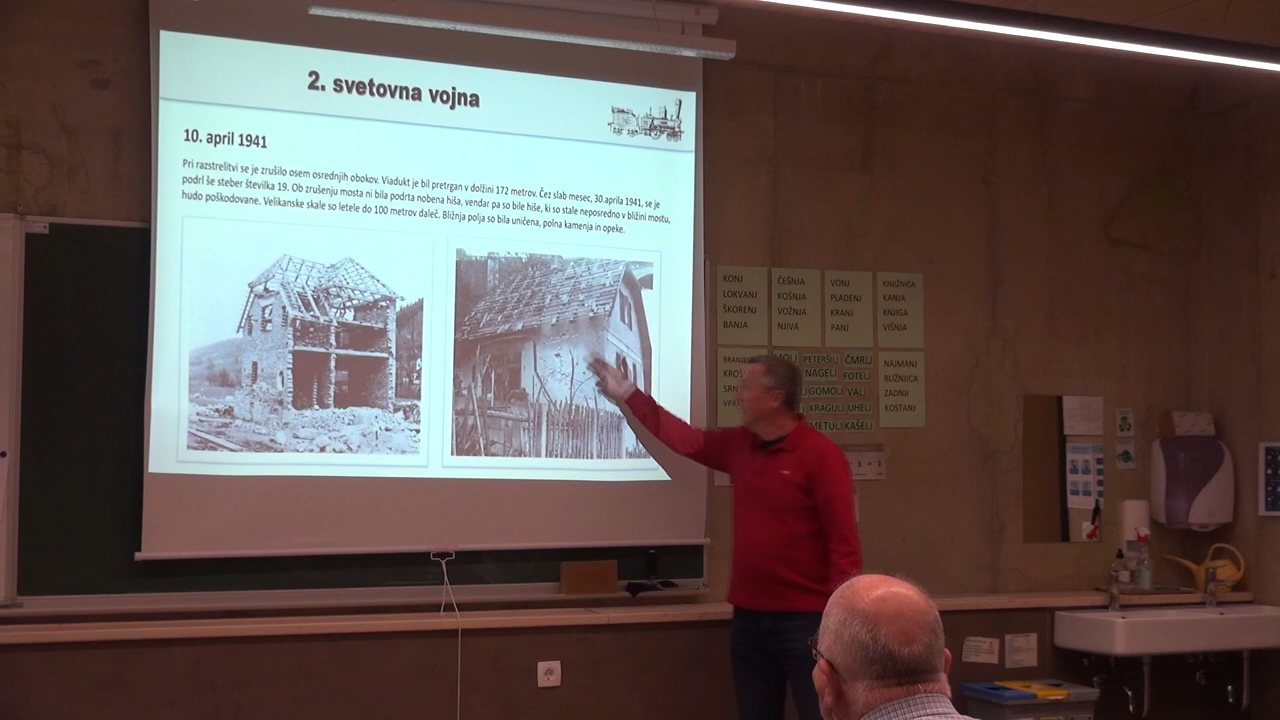 2. svetovna vojna
10. april 1941
Pri razstrelitvi se je zrušilo osem osrednjih obokov. Viadukt je bil pretrgan v dolžini 172 metrov. Čez slab mesec, 30.aprila 1941, se je
podrl še steber številka 19. Ob zrušenju mosta ni bila podrta nobena hiša, vendar pa so bile hiše, ki so stale neposredno v bližini mostu,
hudo poškodovane. Velikanske skale so letele do 100 metrov daleč. Bližnja polja so bila uničena, polna kamenja in opeke.
KONJ
LOKVANJ
ŠKORENJ
BANJA
ČEŠNJA
KOŠNJA
VOŽNJA
NJIVA
VONJ
PLADENJ
KRANJ
PANJ
KNJIŽNICA
KANJA
KNJIGA
VIŠNJA
MOLJ
PETERŠILJ
NAGELJ
GOMOLJ
KRAGULJ
METULJ
ČMRLJ
FOTELJ
VALJ
UHELJ
KAŠELJ
NAJMANJ
BLIŽNJICA
ZADNJI
KOSTANJ